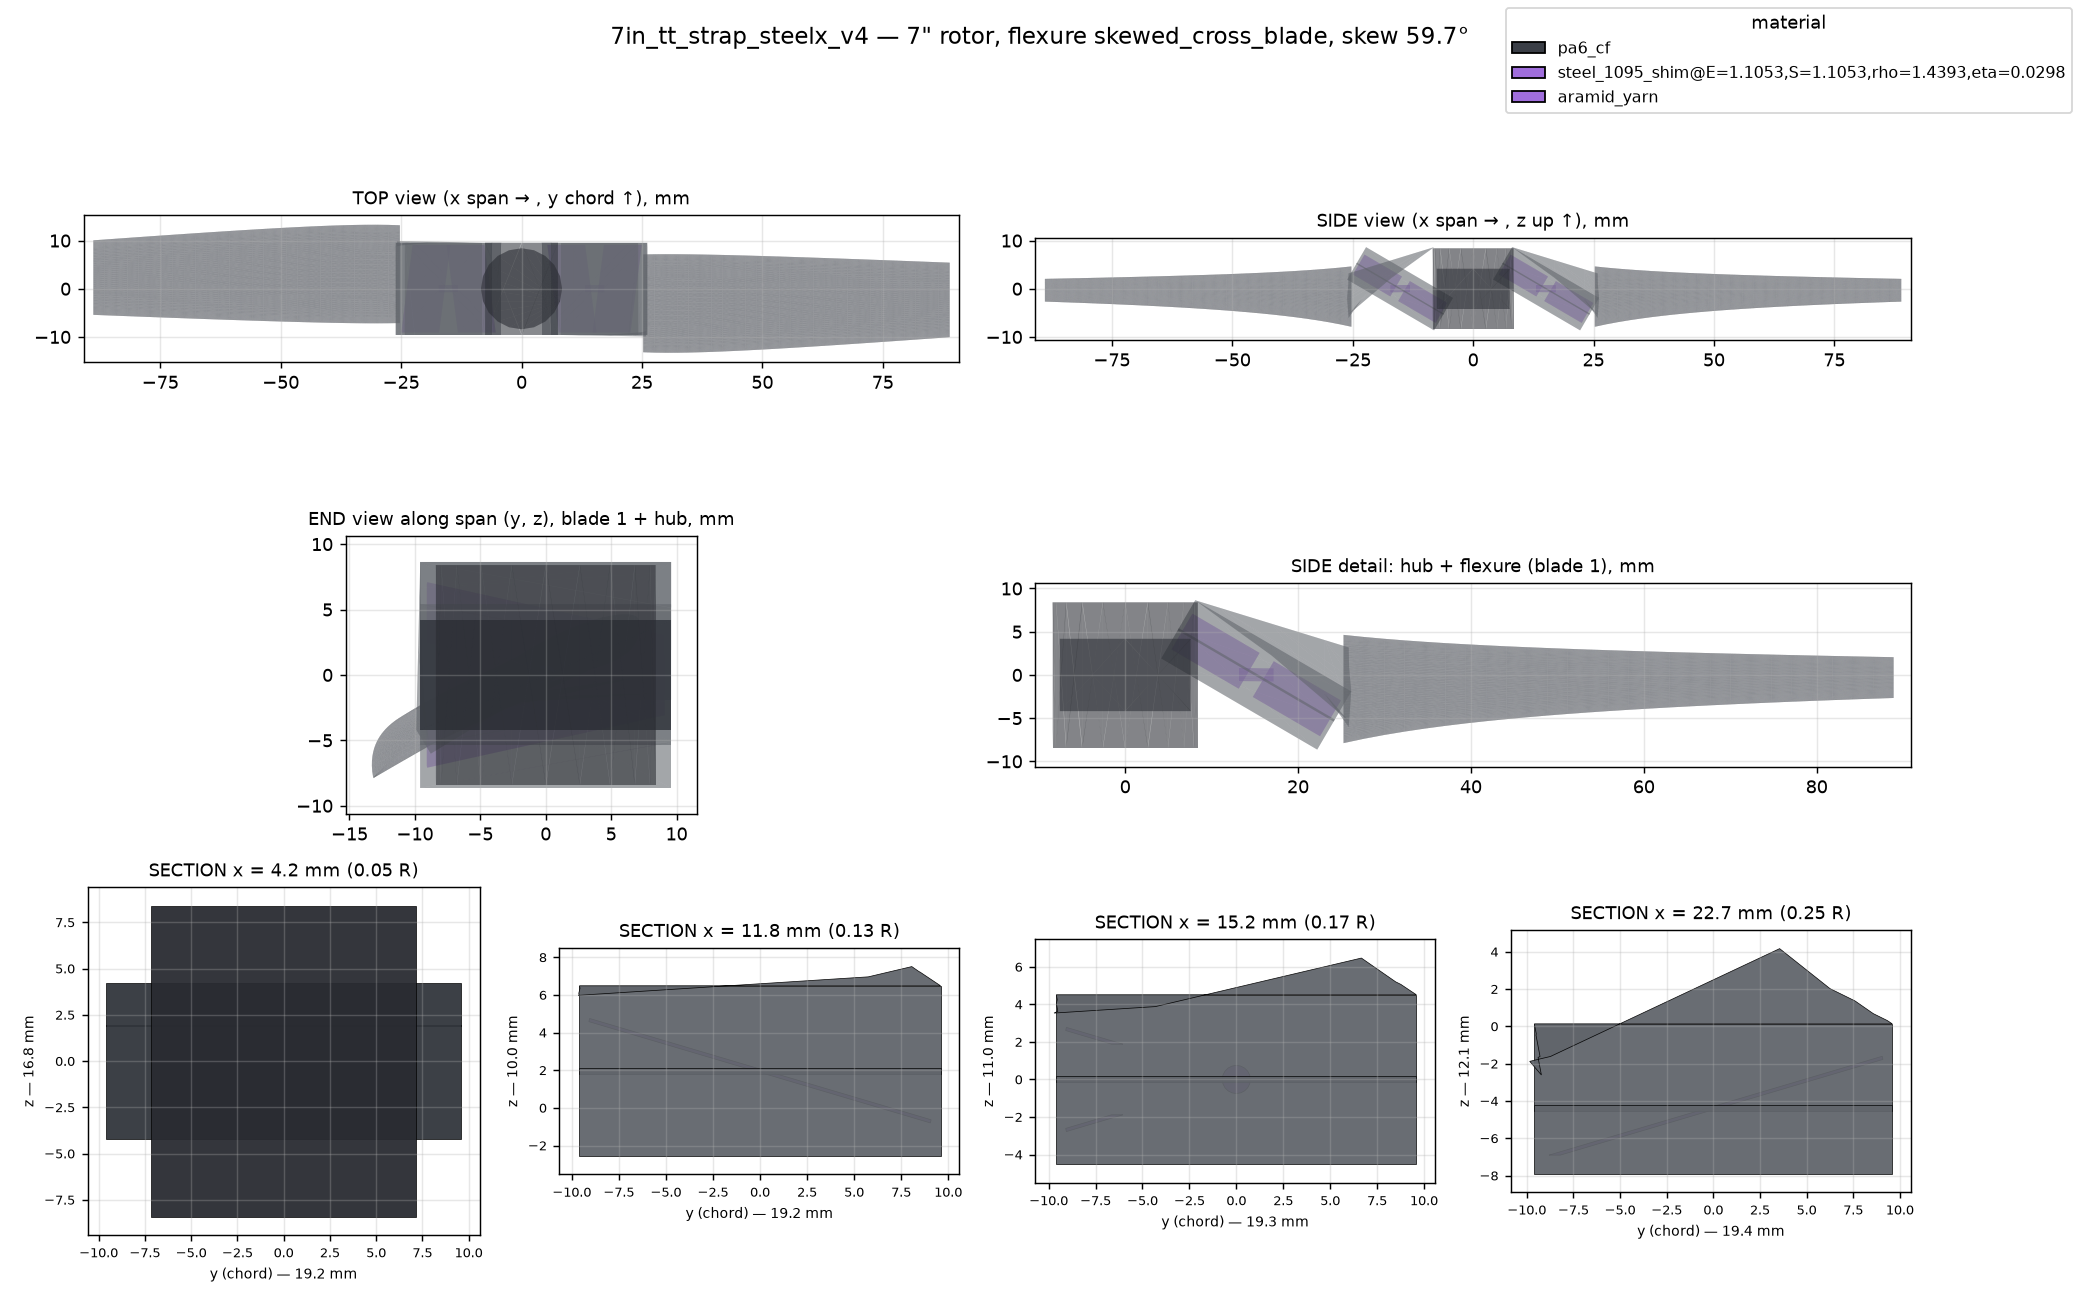 7in_tt_strap_steelx_v4 — 7" rotor, flexure skewed_cross_blade, skew 59.7°
material
pa6_cf
steel_1095_shim@E=1.1053,S=1.1053,rho=1.4393,eta=0.0298
aramid_yarn
TOP view (x span → , y chord ↑), mm
10
0
−10
−75 −50 −25 0 25 50 75
SIDE view (x span → , z up ↑), mm
10
0
−10
−75 −50 −25 0 25 50 75
END view along span (y, z), blade 1 + hub, mm
10
5
0
−5
−10
−15 −10 −5 0 5 10
SIDE detail: hub + flexure (blade 1), mm
10
5
0
−5
−10
0 20 40 60 80
SECTION x = 4.2 mm (0.05 R)
z — 16.8 mm
7.5
5.0
2.5
0.0
−2.5
−5.0
−7.5
−10.0 −7.5 −5.0 −2.5 0.0 2.5 5.0 7.5 10.0
y (chord) — 19.2 mm
SECTION x = 11.8 mm (0.13 R)
z — 10.0 mm
8
6
4
2
0
−2
−10.0 −7.5 −5.0 −2.5 0.0 2.5 5.0 7.5 10.0
y (chord) — 19.2 mm
SECTION x = 15.2 mm (0.17 R)
z — 11.0 mm
6
4
2
0
−2
−4
−10.0 −7.5 −5.0 −2.5 0.0 2.5 5.0 7.5 10.0
y (chord) — 19.3 mm
SECTION x = 22.7 mm (0.25 R)
z — 12.1 mm
4
2
0
−2
−4
−6
−8
−10.0 −7.5 −5.0 −2.5 0.0 2.5 5.0 7.5 10.0
y (chord) — 19.4 mm